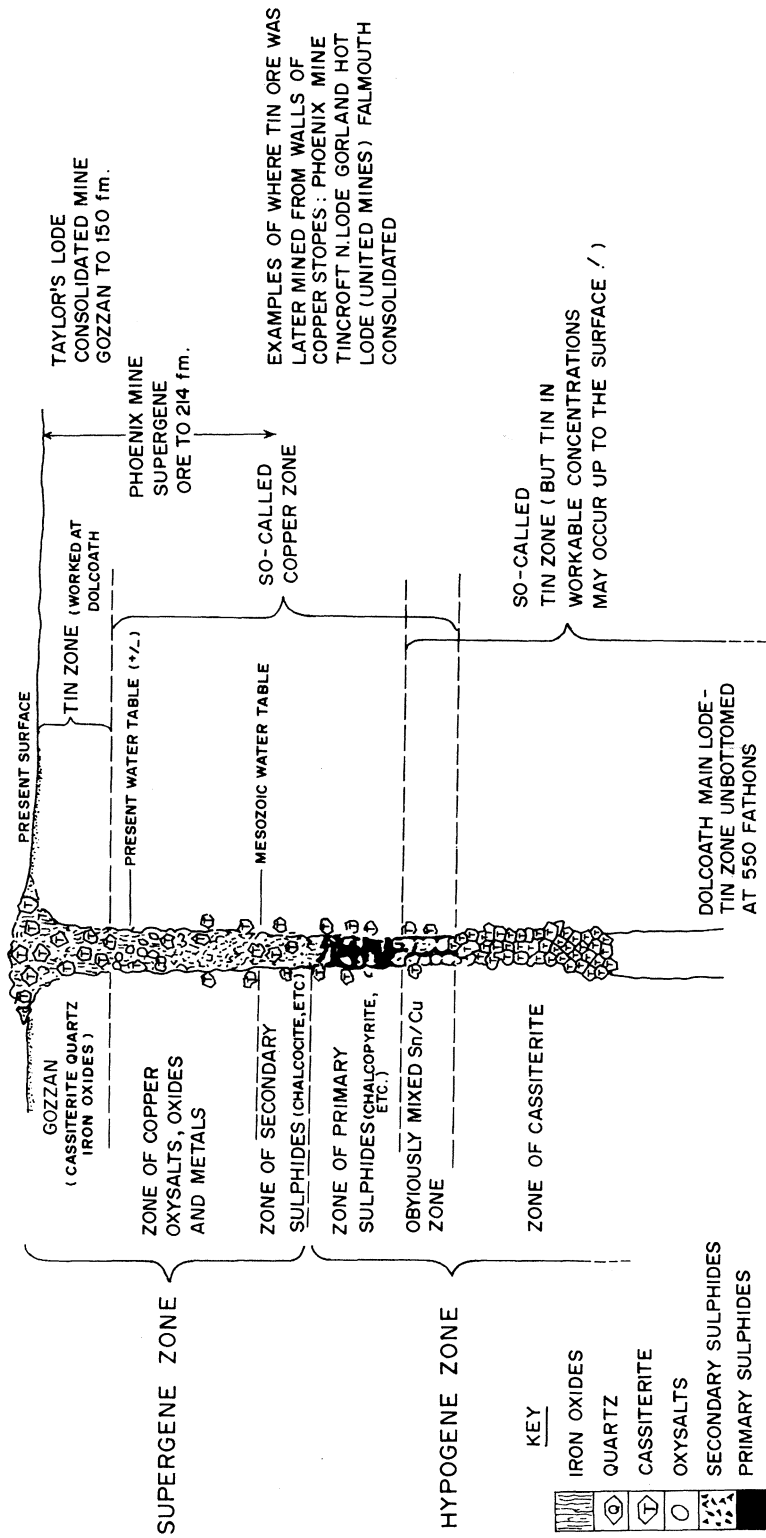 PRESENT SURFACE
TAYLOR'S LODE
CONSOLIDATED MINE
GOZZAN TO 150 fm.
GOZZAN
( CASSITERITE QUARTZ
IRON OXIDES )
TIN ZONE (WORKED AT
DOLCOATH
PHOENIX MINE
SUPERGENE
ORE TO 214 fm.
PRESENT WATER TABLE (+/_)
SUPERGENE ZONE
ZONE OF COPPER
OXYSALTS, OXIDES
AND METALS
MESOZOIC WATER TABLE
SO-CALLED
COPPER ZONE
EXAMPLES OF WHERE TIN ORE WAS
LATER MINED FROM WALLS OF
COPPER STOPES: PHOENIX MINE
TINCROFT N.LODE GORLAND HOT
LODE (UNITED MINES) FALMOUTH
CONSOLIDATED
ZONE OF SECONDARY
SULPHIDES (CHALCOCITE, ETC.)
ZONE OF PRIMARY
SULPHIDES (CHALCOPYRITE,
ETC.)
OBYIOUSLY MIXED Sn/Cu
ZONE
HYPOGENE ZONE
ZONE OF CASSITERITE
SO-CALLED
TIN ZONE ( BUT TIN IN
WORKABLE CONCENTRATIONS
MAY OCCUR UP TO THE SURFACE ! )
DOLCOATH MAIN LODE-
TIN ZONE UNBOTTOMED
AT 550 FATHONS
KEY
IRON OXIDES
Q QUARTZ
T CASSITERITE
OXYSALTS
SECONDARY SULPHIDES
PRIMARY SULPHIDES